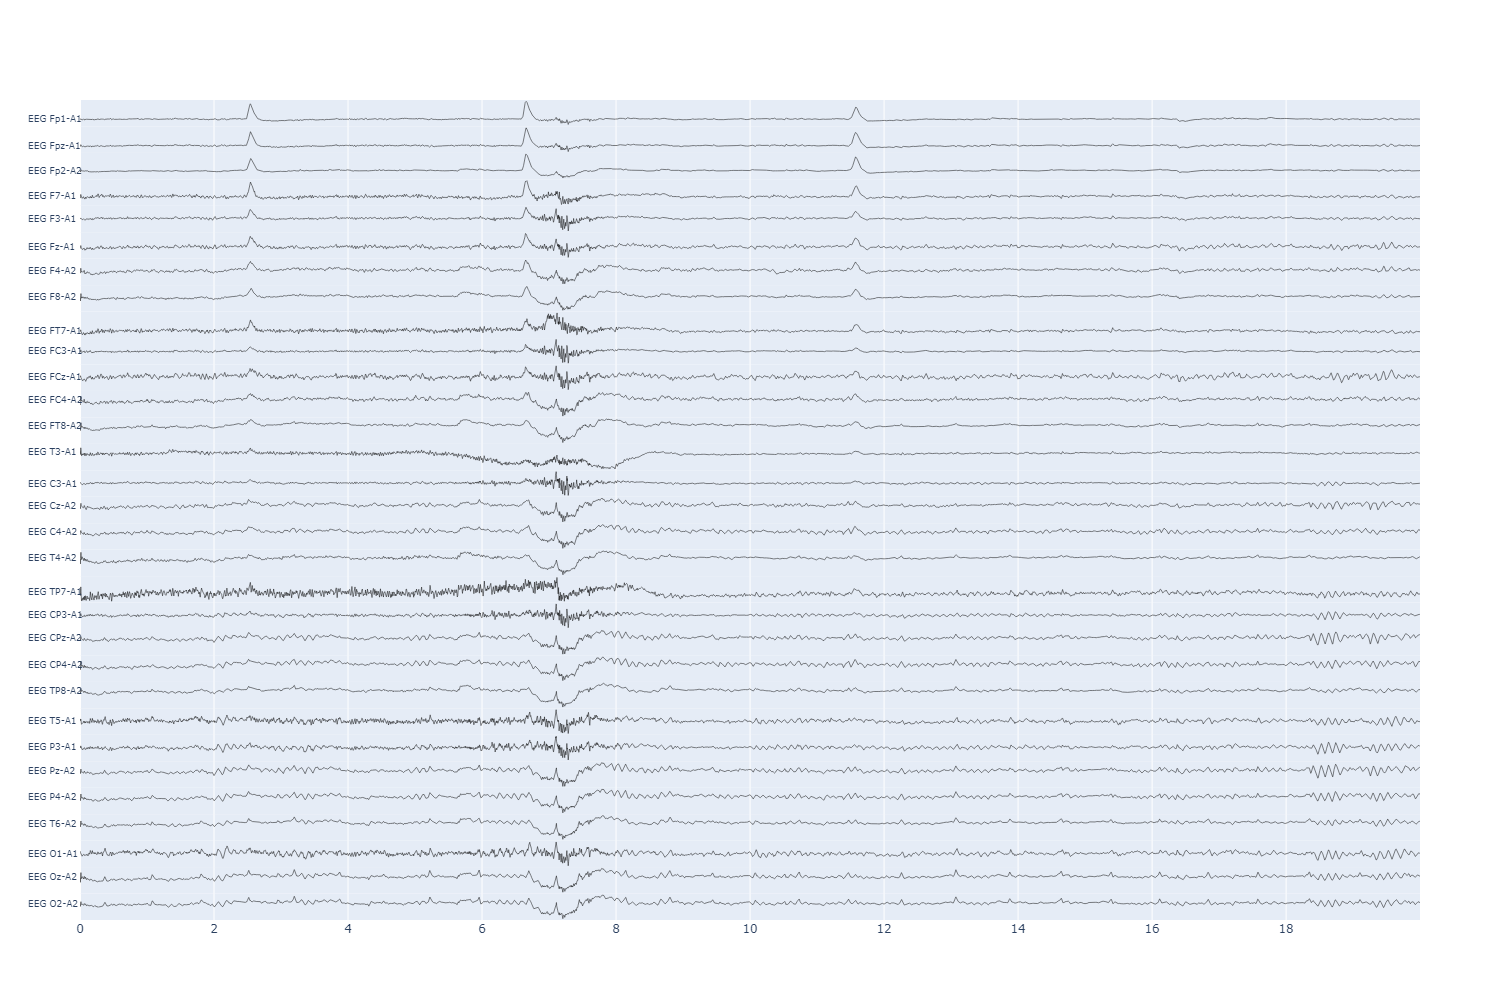 EEG Fp1-A1
EEG Fpz-A1
EEG Fp2-A2
EEG F7-A1
EEG F3-A1
EEG Fz-A1
EEG F4-A2
EEG F8-A2
EEG FT7-A1
EEG FC3-A1
EEG FCz-A1
EEG FC4-A2
EEG FT8-A2
EEG T3-A1
EEG C3-A1
EEG Cz-A2
EEG C4-A2
EEG T4-A2
EEG TP7-A1
EEG CP3-A1
EEG CPz-A2
EEG CP4-A2
EEG TP8-A2
EEG T5-A1
EEG P3-A1
EEG Pz-A2
EEG P4-A2
EEG T6-A2
EEG O1-A1
EEG Oz-A2
EEG O2-A2
0 2 4 6 8 10 12 14 16 18